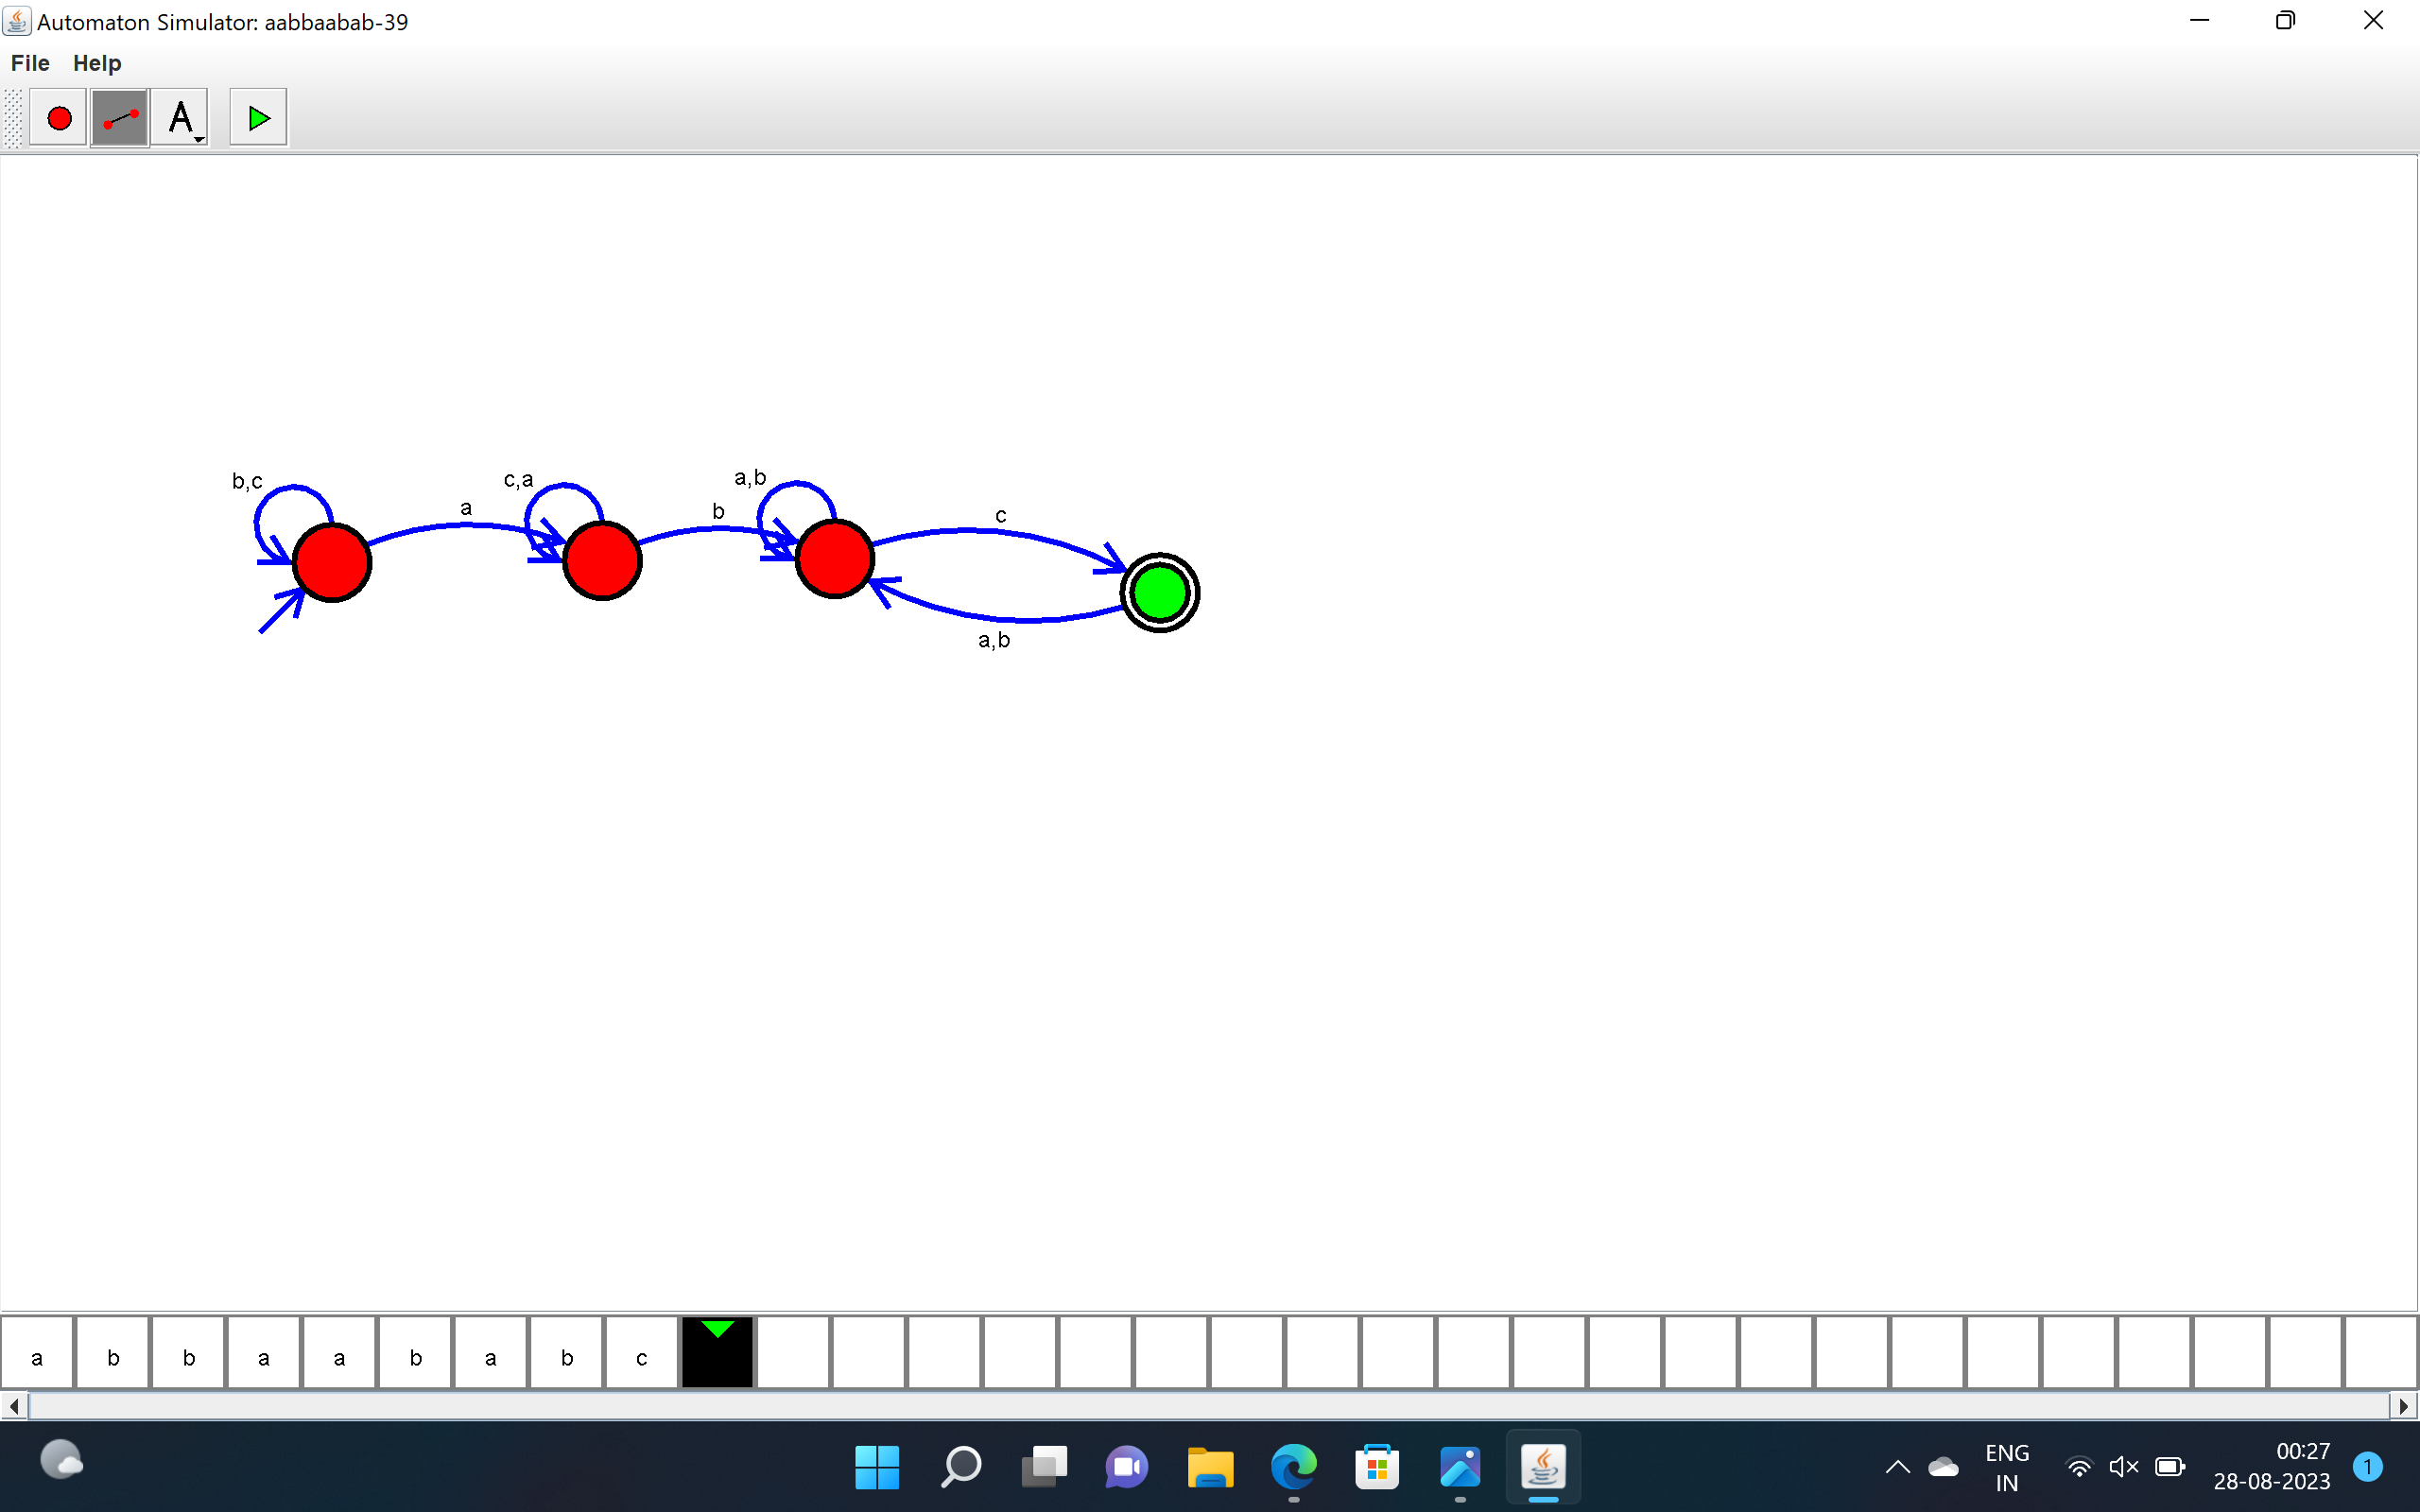 Automaton Simulator: aabbaabab-39
File Help
A
b,c
a
c,a
b
a,b
c
a,b
a b b a a b a b c
ENG
IN
00:27
28-08-2023
1